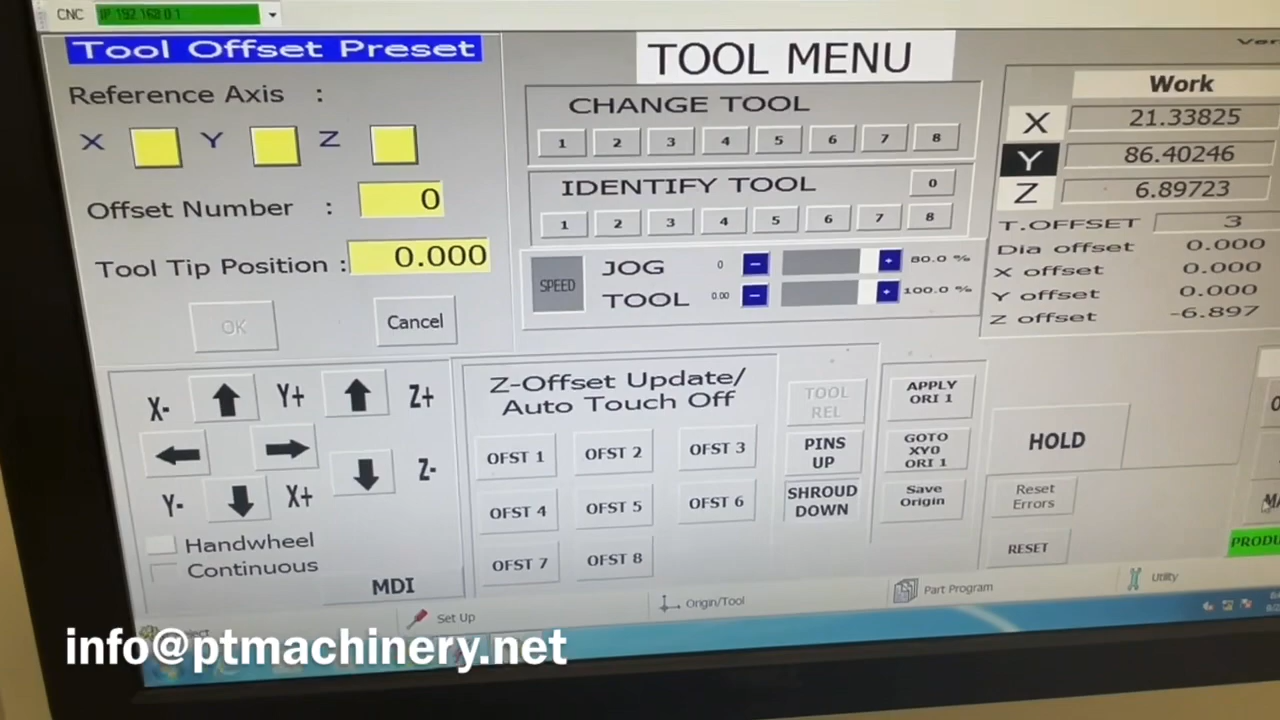 CNC IP 192.168.0.1
Tool Offset Preset
Reference Axis :
X Y Z
Offset Number : 0
Tool Tip Position : 0.000
OK Cancel
TOOL MENU
CHANGE TOOL
1 2 3 4 5 6 7 8
IDENTIFY TOOL 0
1 2 3 4 5 6 7 8
SPEED
JOG 0 - + 80.0 %
TOOL 0.00 - + 100.0 %
Work
X 21.33825
Y 86.40246
Z 6.89723
T.OFFSET 3
Dia offset 0.000
X offset 0.000
Y offset 0.000
Z offset -6.897
X- Y+ Z+
Y- X+ Z-
Handwheel
Continuous
MDI
Z-Offset Update/
Auto Touch Off
OFST 1 OFST 2 OFST 3
OFST 4 OFST 5 OFST 6
OFST 7 OFST 8
TOOL
REL
PINS
UP
SHROUD
DOWN
APPLY
ORI 1
GOTO
XY0
ORI 1
Save
Origin
HOLD
Reset
Errors
RESET
Set Up
Origin/Tool
Part Program
Utility
info@ptmachinery.net